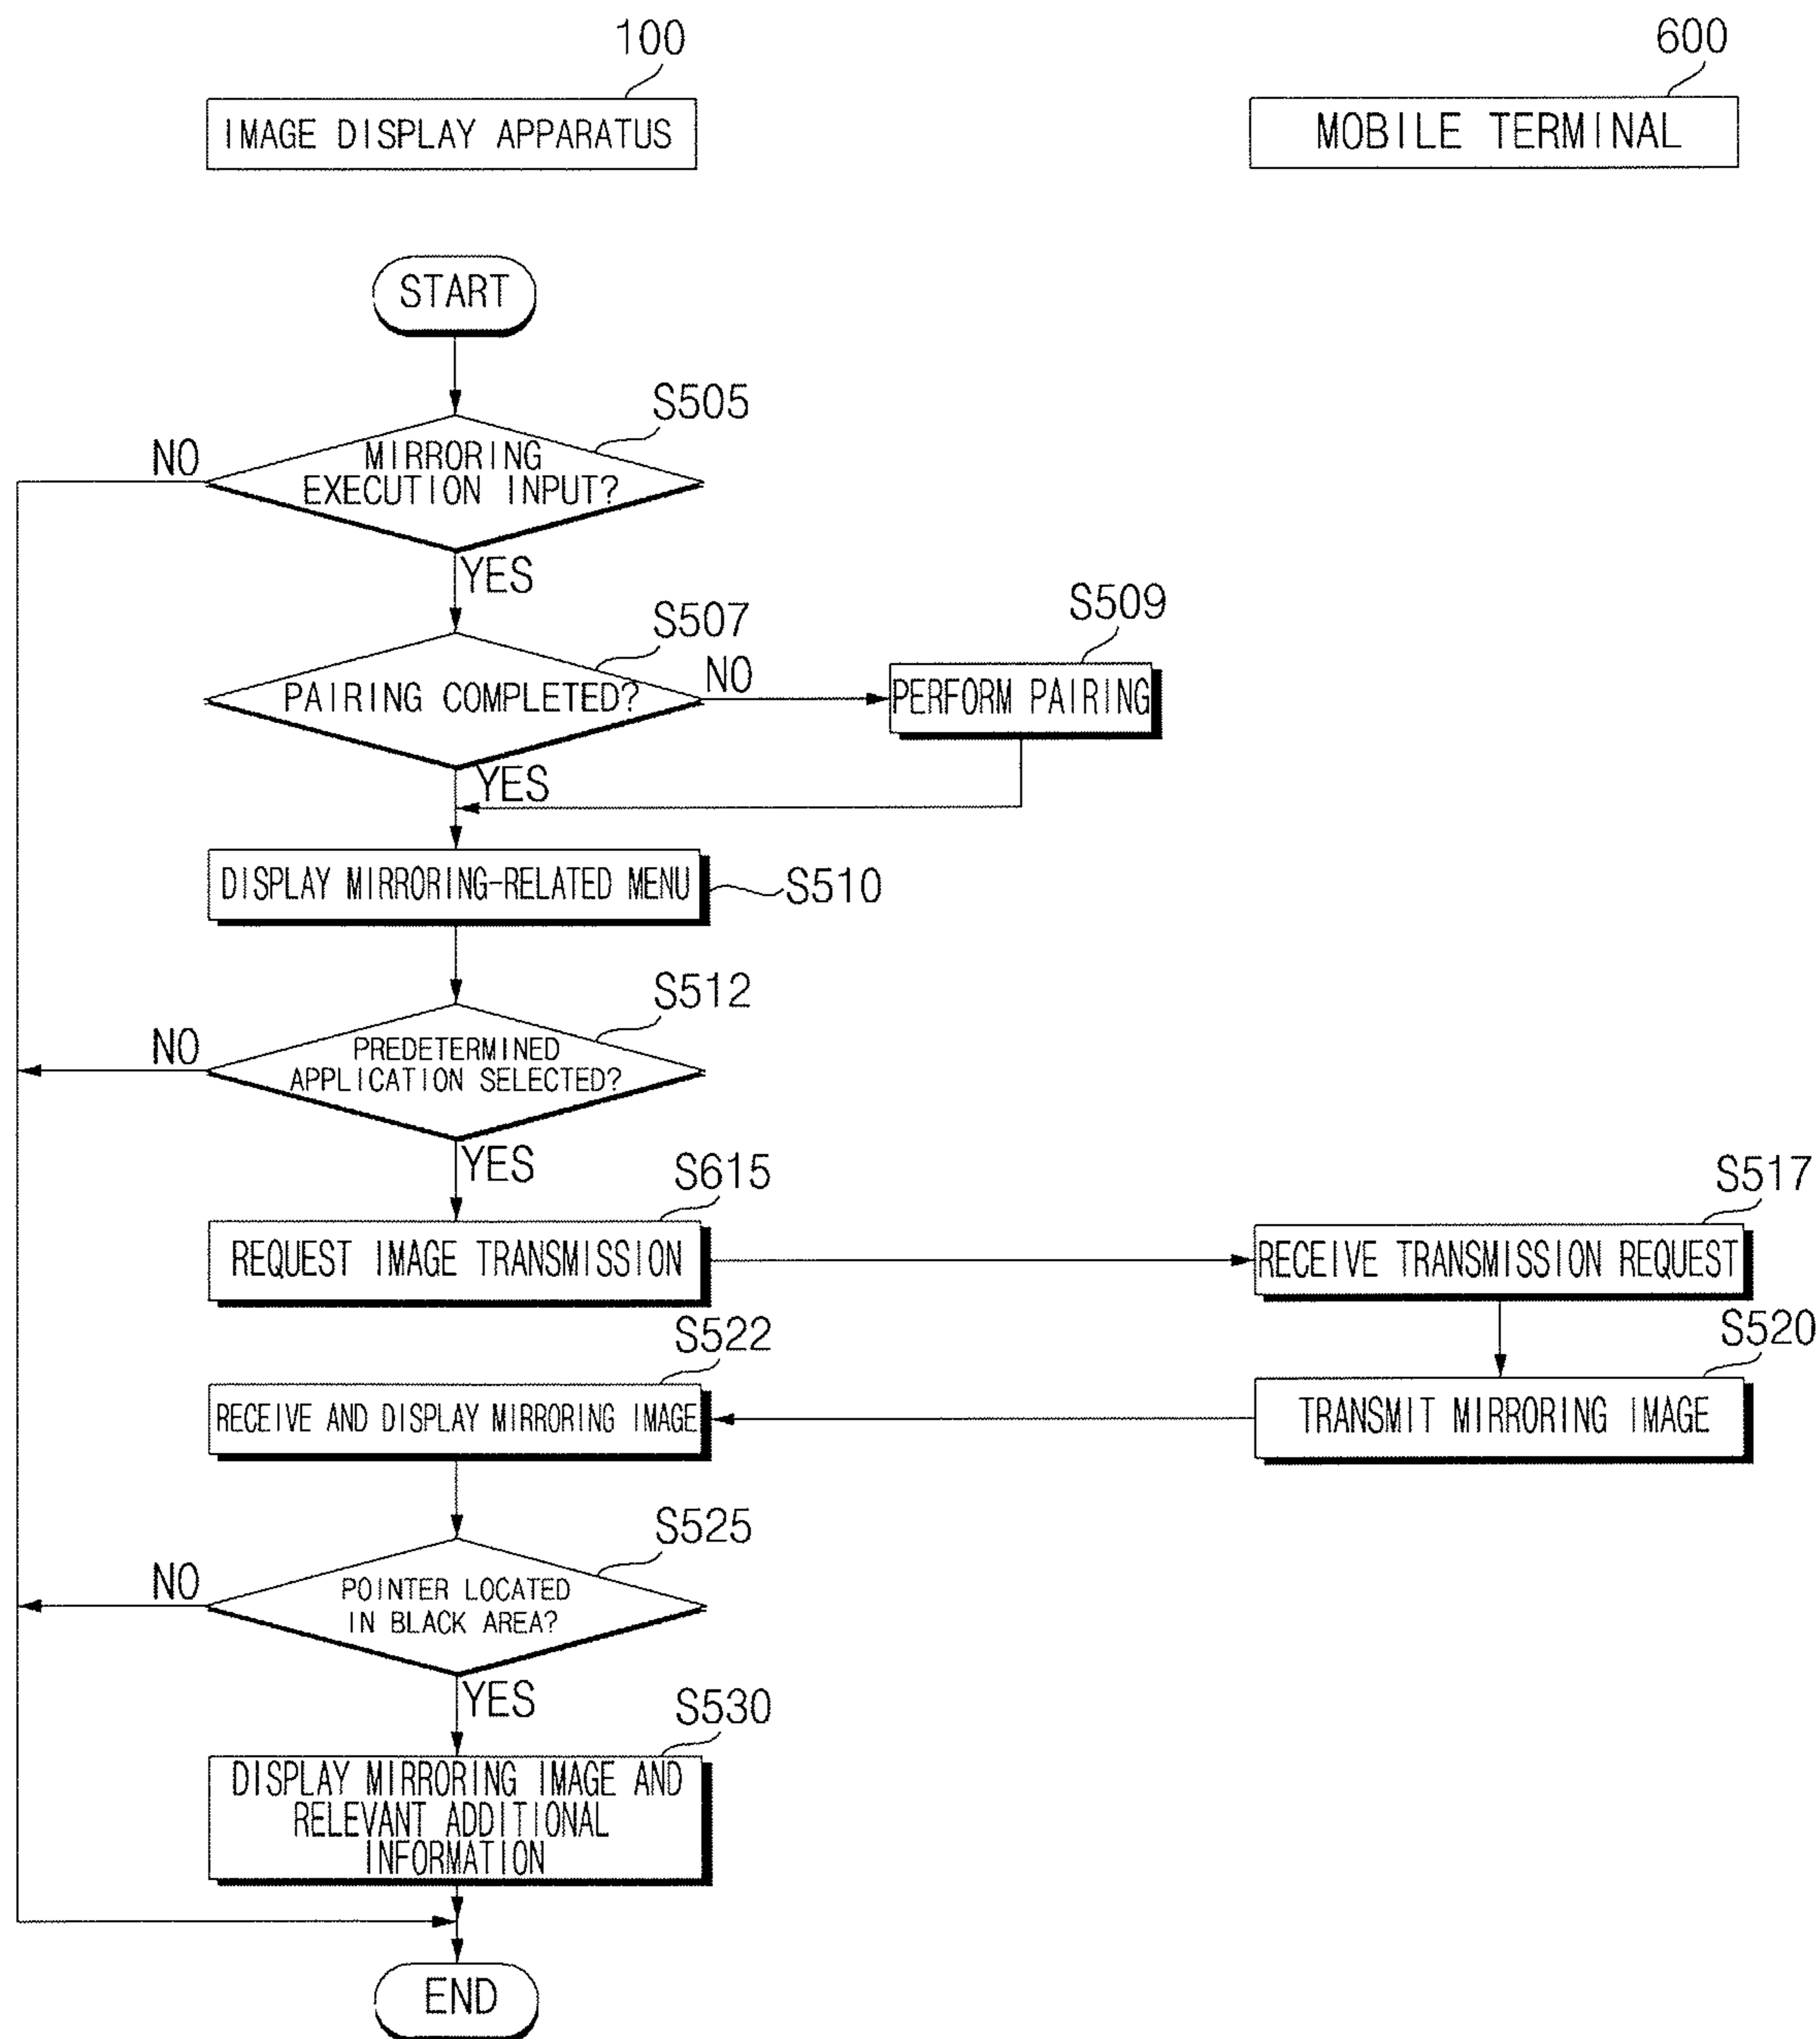 100
600
IMAGE DISPLAY APPARATUS
MOBILE TERMINAL
START
S505
NO
MIRRORING
EXECUTION INPUT?
YES
S507
S509
PAIRING COMPLETED?
NO
PERFORM PAIRING
YES
DISPLAY MIRRORING-RELATED MENU
S510
S512
NO
PREDETERMINED
APPLICATION SELECTED?
YES
S615
S517
REQUEST IMAGE TRANSMISSION
RECEIVE TRANSMISSION REQUEST
S522
S520
RECEIVE AND DISPLAY MIRRORING IMAGE
TRANSMIT MIRRORING IMAGE
S525
NO
POINTER LOCATED
IN BLACK AREA?
YES
S530
DISPLAY MIRRORING IMAGE AND
RELEVANT ADDITIONAL
INFORMATION
END